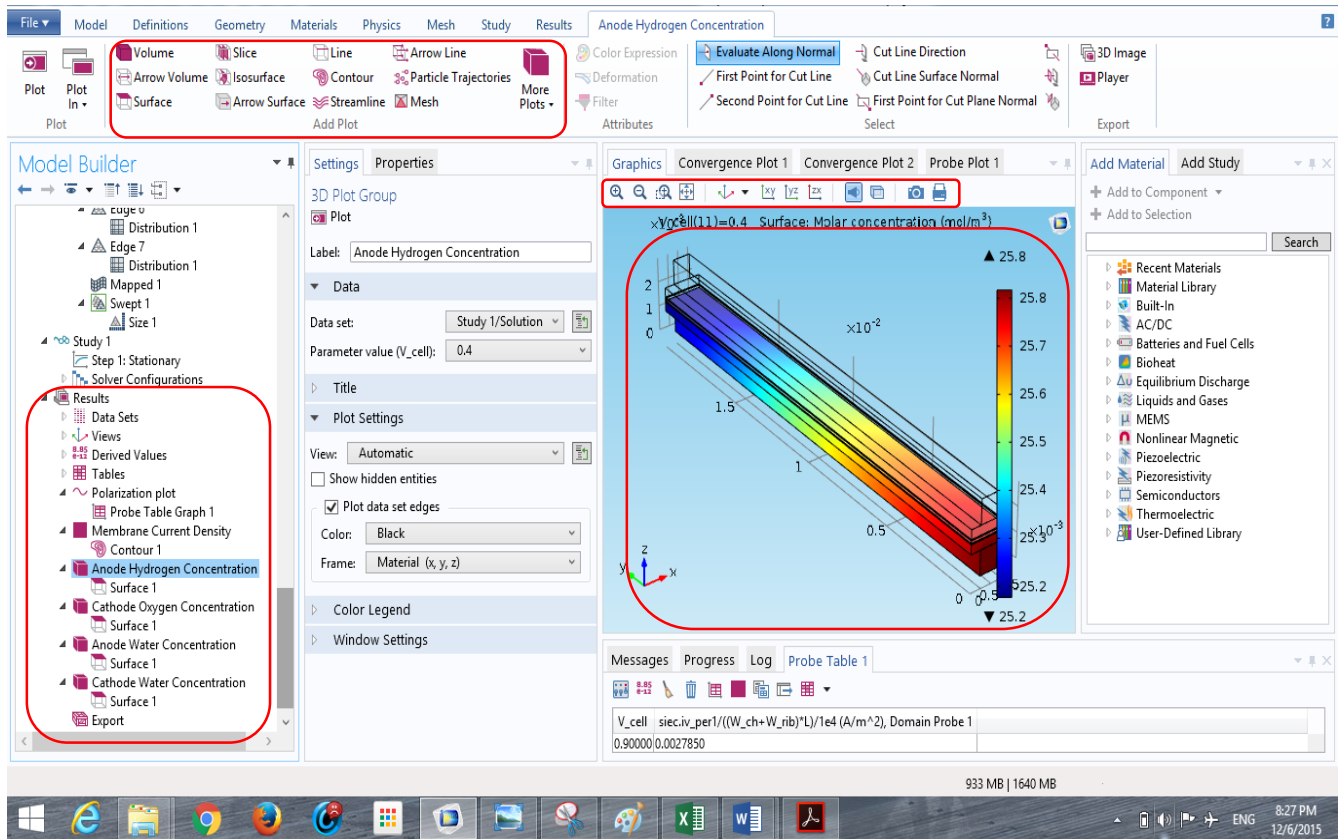 File Model Definitions Geometry Materials Physics Mesh Study Results Anode Hydrogen Concentration ?
Plot
Plot In
Plot
Volume Slice Line Arrow Line
Arrow Volume Isosurface Contour Particle Trajectories
Surface Arrow Surface Streamline Mesh
More Plots
Add Plot
Color Expression
Deformation
Filter
Attributes
Evaluate Along Normal Cut Line Direction
First Point for Cut Line Cut Line Surface Normal
Second Point for Cut Line First Point for Cut Plane Normal
Select
3D Image
Player
Export
Model Builder
Edge 6
Distribution 1
Edge 7
Distribution 1
Mapped 1
Swept 1
Size 1
Study 1
Step 1: Stationary
Solver Configurations
Results
Data Sets
Views
8.85
e-12
Derived Values
Tables
Polarization plot
Probe Table Graph 1
Membrane Current Density
Contour 1
Anode Hydrogen Concentration
Surface 1
Cathode Oxygen Concentration
Surface 1
Anode Water Concentration
Surface 1
Cathode Water Concentration
Surface 1
Export
Settings Properties
3D Plot Group
Plot
Label: Anode Hydrogen Concentration
Data
Data set: Study 1/Solution
Parameter value (V_cell): 0.4
Title
Plot Settings
View: Automatic
Show hidden entities
Plot data set edges
Color: Black
Frame: Material (x, y, z)
Color Legend
Window Settings
Graphics Convergence Plot 1 Convergence Plot 2 Probe Plot 1
xy yz zx
V_cell(11)=0.4 Surface: Molar concentration (mol/m³)
▲ 25.8
2
1
0
×10⁻²
1.5
1
0.5
×10⁻³
0 0
0.5
z
y
x
25.8
25.7
25.6
25.5
25.4
25.3
25.2
▼ 25.2
Messages Progress Log Probe Table 1
8.85
e-12
V_cell siec.iv_per1/((W_ch+W_rib)*L)/1e4 (A/m^2), Domain Probe 1
0.90000 0.0027850
Add Material Add Study
Add to Component
Add to Selection
Search
Recent Materials
Material Library
Built-In
AC/DC
Batteries and Fuel Cells
Bioheat
Equilibrium Discharge
Liquids and Gases
MEMS
Nonlinear Magnetic
Piezoelectric
Piezoresistivity
Semiconductors
Thermoelectric
User-Defined Library
933 MB | 1640 MB
ENG
8:27 PM
12/6/2015